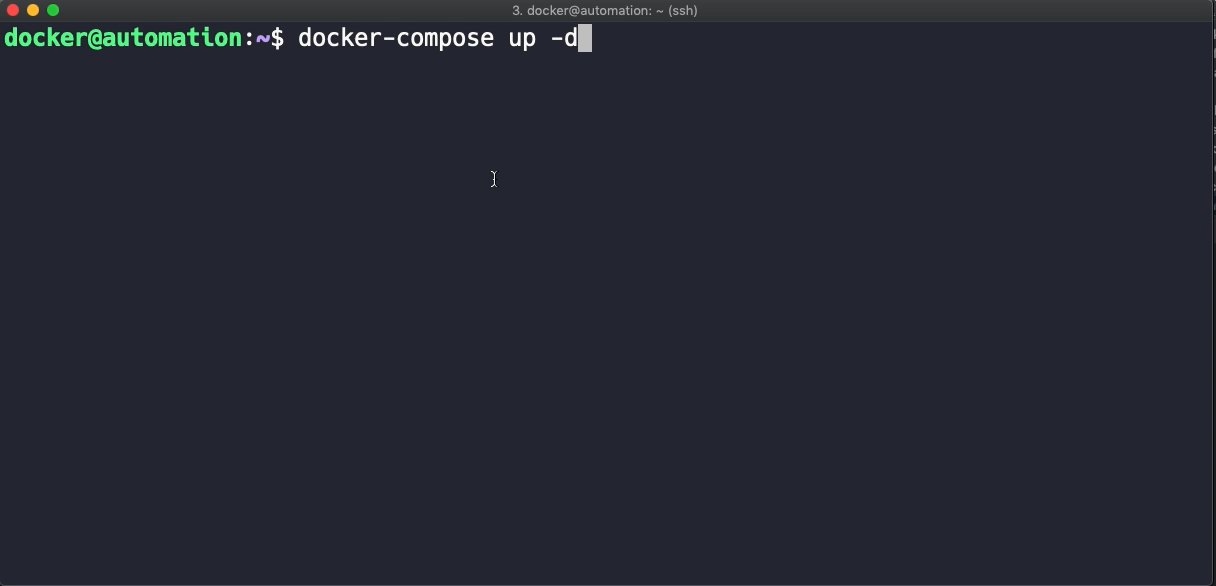 3. docker@automation: ~ (ssh)
docker@automation:~$ docker-compose up -d